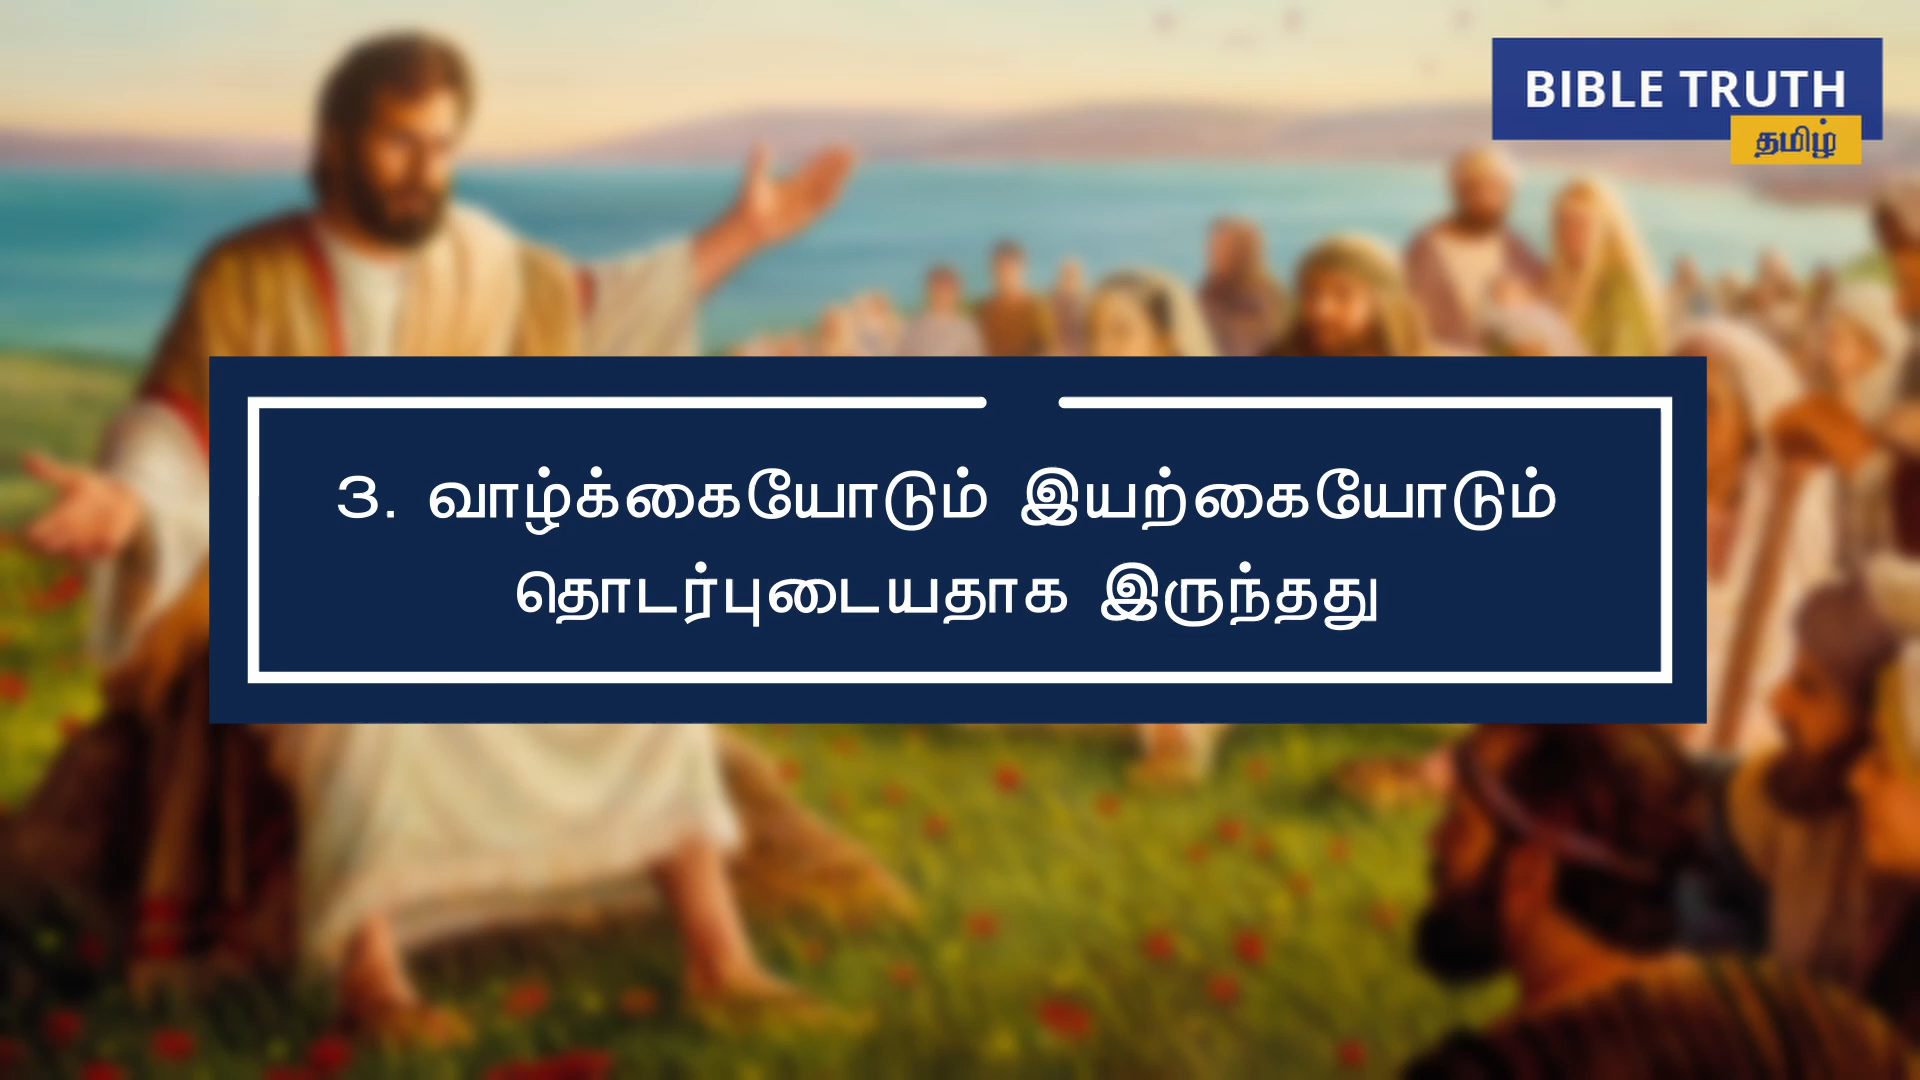 BIBLE TRUTH
தமிழ்
3. வாழ்க்கையோடும் இயற்கையோடும்
தொடர்புடையதாக இருந்தது